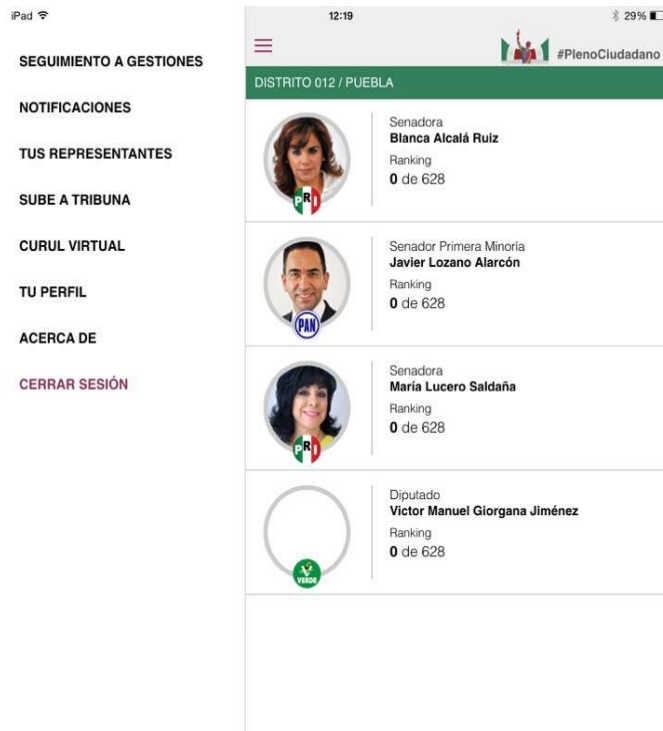 iPad 12:19 29%
#PlenoCiudadano
SEGUIMIENTO A GESTIONES
NOTIFICACIONES
TUS REPRESENTANTES
SUBE A TRIBUNA
CURUL VIRTUAL
TU PERFIL
ACERCA DE
CERRAR SESIÓN
DISTRITO 012 / PUEBLA
Senadora
Blanca Alcalá Ruiz
Ranking
0 de 628
PRI
Senador Primera Minoría
Javier Lozano Alarcón
Ranking
0 de 628
PAN
Senadora
María Lucero Saldaña
Ranking
0 de 628
PRI
Diputado
Victor Manuel Giorgana Jiménez
Ranking
0 de 628
VERDE